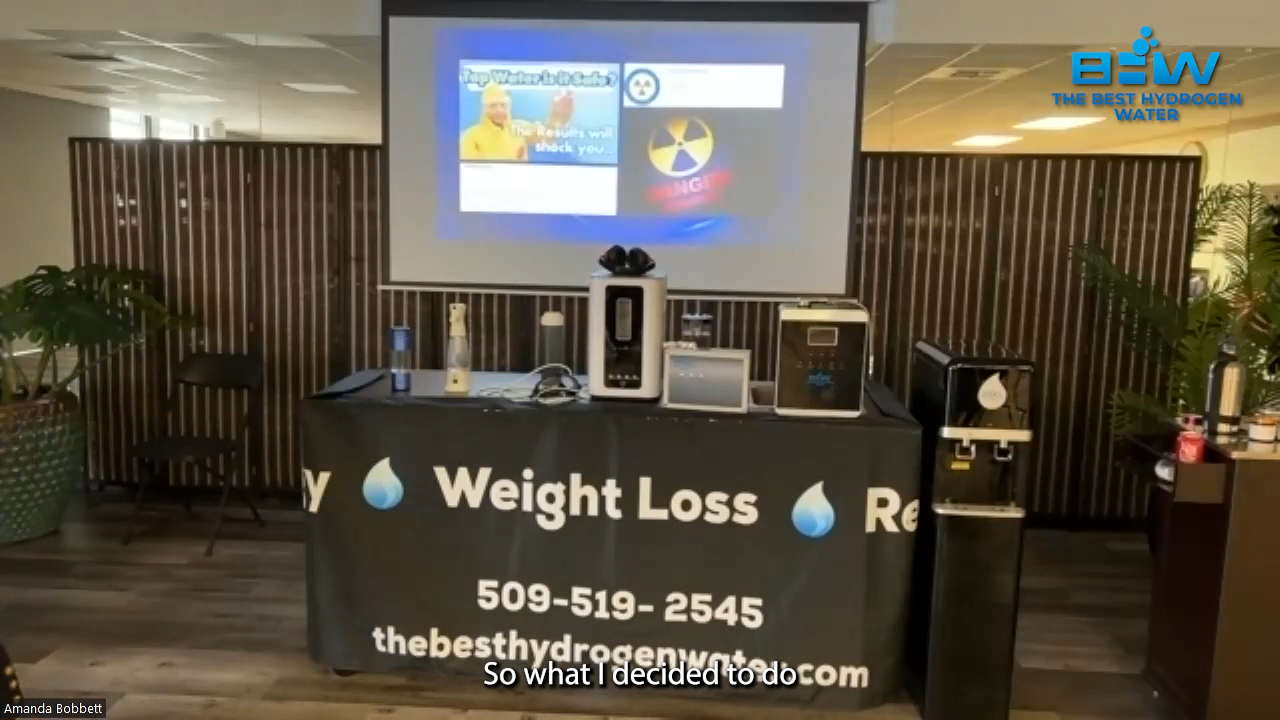 BHW
THE BEST HYDROGEN
WATER
Tap Water is it Safe?
The Results will
shock you..
Weight Loss
Re
509-519- 2545
thebesthydrogenwater.com
So what I decided to do
Amanda Bobbett